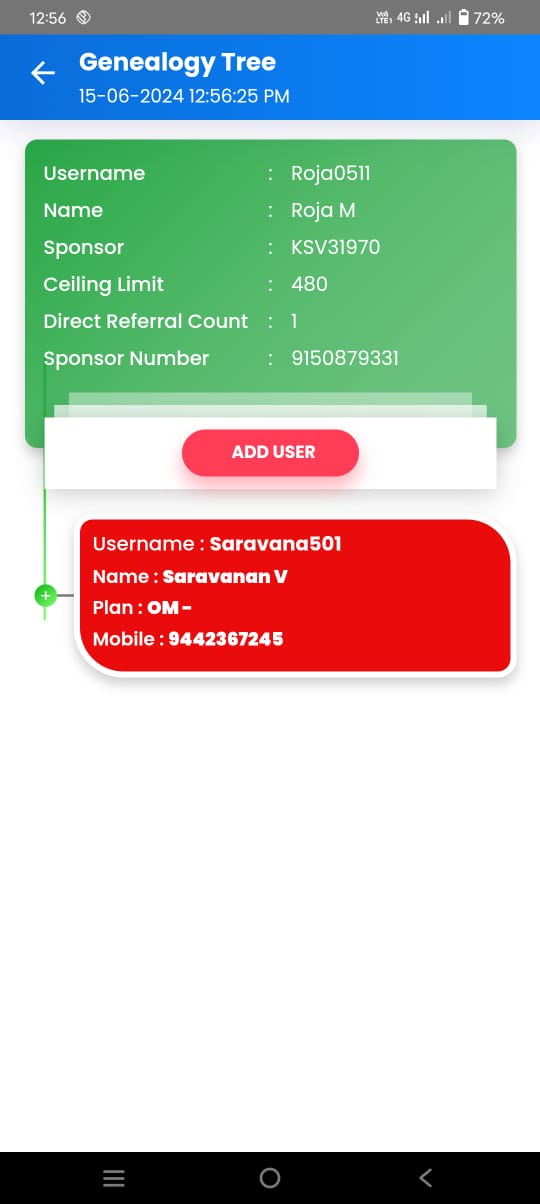 12:56 Vo) LTE1 4G 72%
Genealogy Tree
15-06-2024 12:56:25 PM
Username : Roja0511
Name : Roja M
Sponsor : KSV31970
Ceiling Limit : 480
Direct Referral Count : 1
Sponsor Number : 9150879331
ADD USER
Username : Saravana501
Name : Saravanan V
Plan : OM -
Mobile : 9442367245